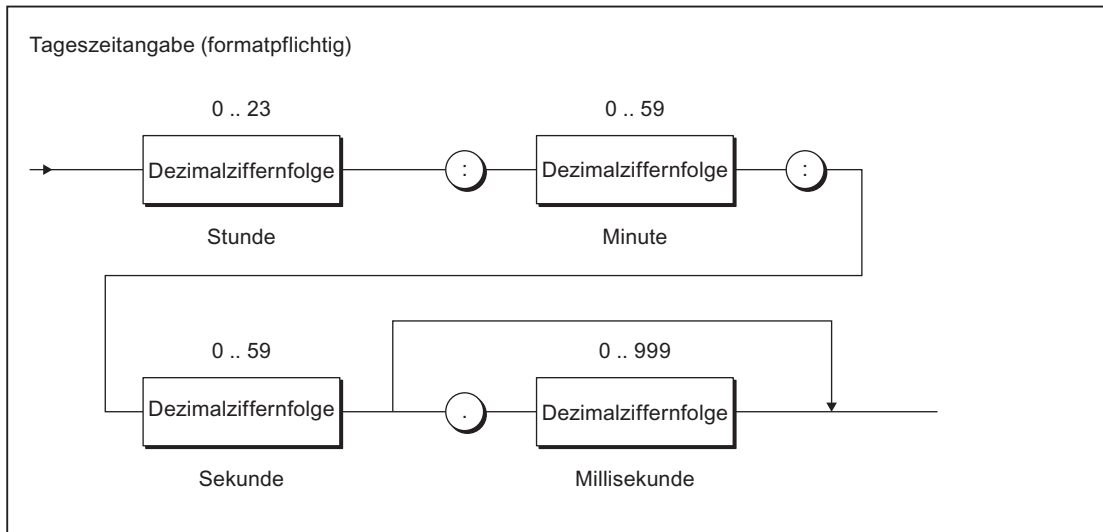 Tageszeitangabe (formatpflichtig)
0 .. 23 0 .. 59
Dezimalziffernfolge : Dezimalziffernfolge :
Stunde Minute
0 .. 59 0 .. 999
Dezimalziffernfolge . Dezimalziffernfolge
Sekunde Millisekunde